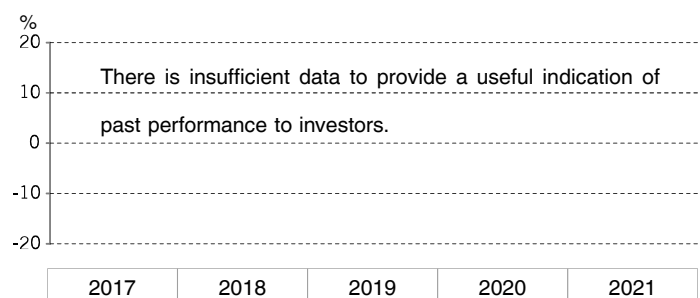 %
20
There is insufficient data to provide a useful indication of
10
past performance to investors.
0
-10
-20
2017 2018 2019 2020 2021